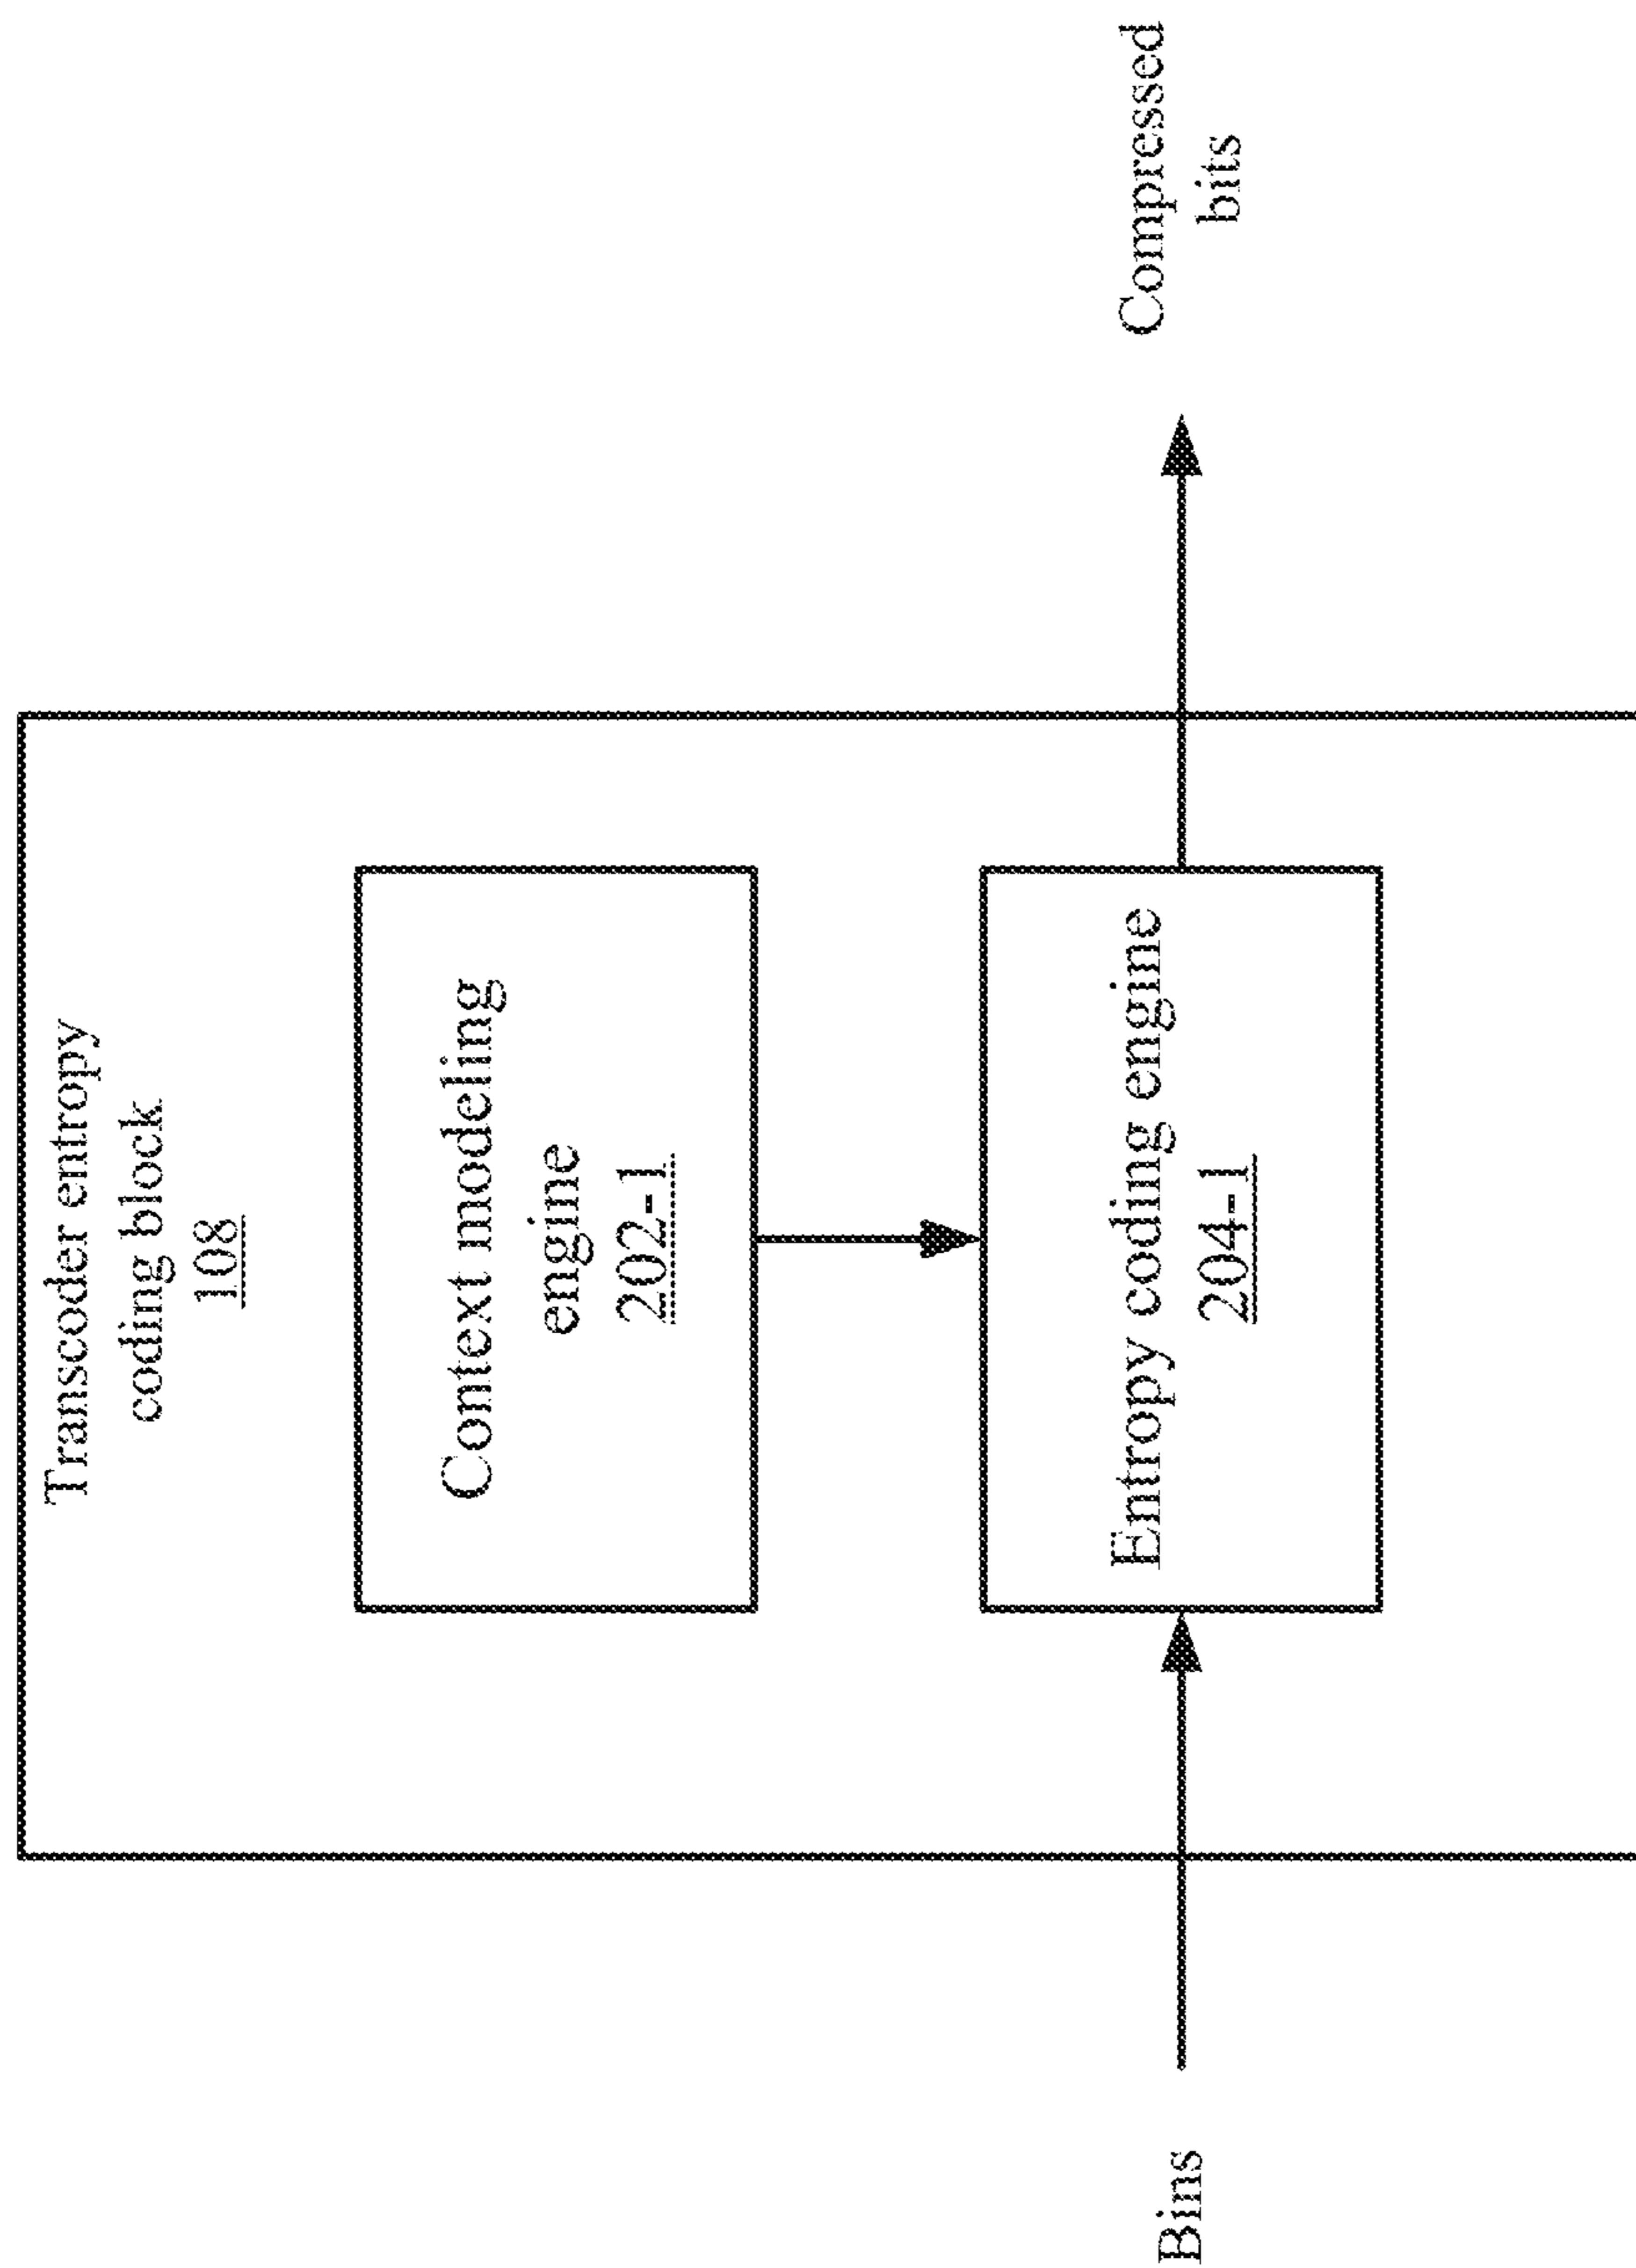 Transcoder entropy
coding block
108
Context modeling
engine
202-1
Bins
Entropy coding engine
204-1
Compressed
bits